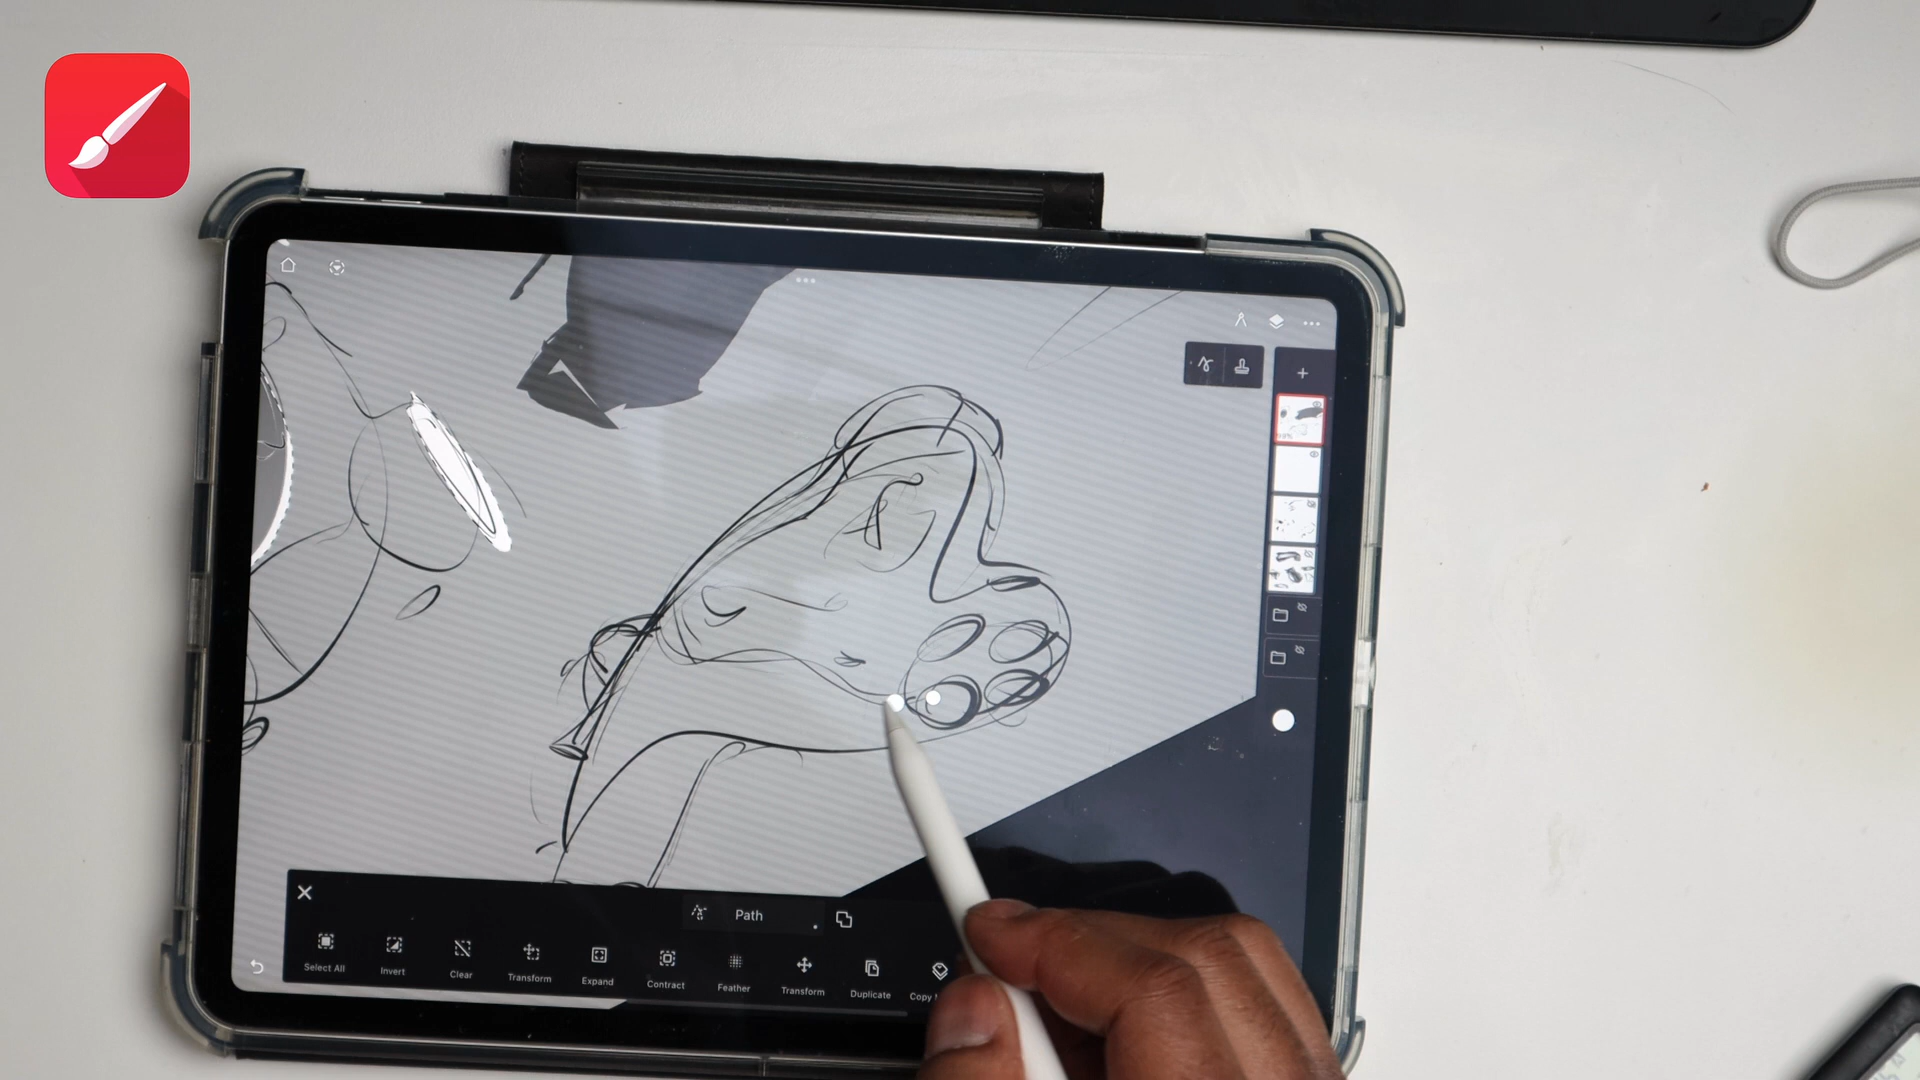 Path
Select All
Invert
Clear
Transform
Expand
Contract
Feather
Transform
Duplicate
Copy